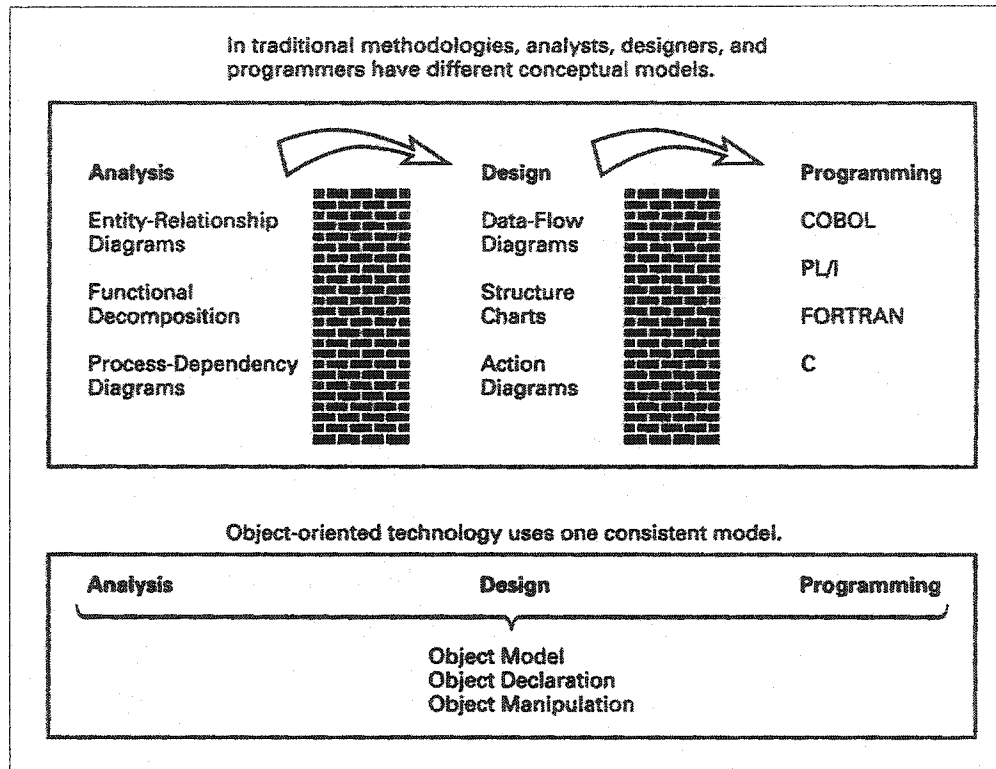 In traditional methodologies, analysts, designers, and
programmers have different conceptual models.
Analysis
Entity-Relationship
Diagrams
Functional
Decomposition
Process-Dependency
Diagrams
Design
Data-Flow
Diagrams
Structure
Charts
Action
Diagrams
Programming
COBOL
PL/I
FORTRAN
C
Object-oriented technology uses one consistent model.
Analysis
Design
Programming
Object Model
Object Declaration
Object Manipulation